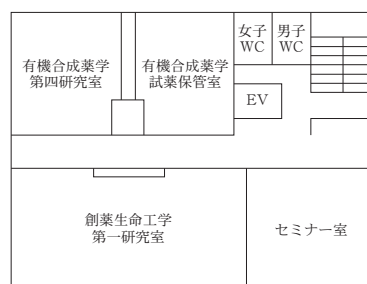 有機合成薬学
第四研究室
有機合成薬学
試薬保管室
女子
WC
男子
WC
EV
創薬生命工学
第一研究室
セミナー室